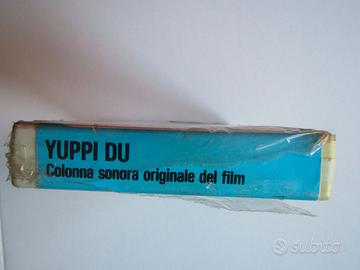 YUPPI DU
Colonna sonora originale del film
subito